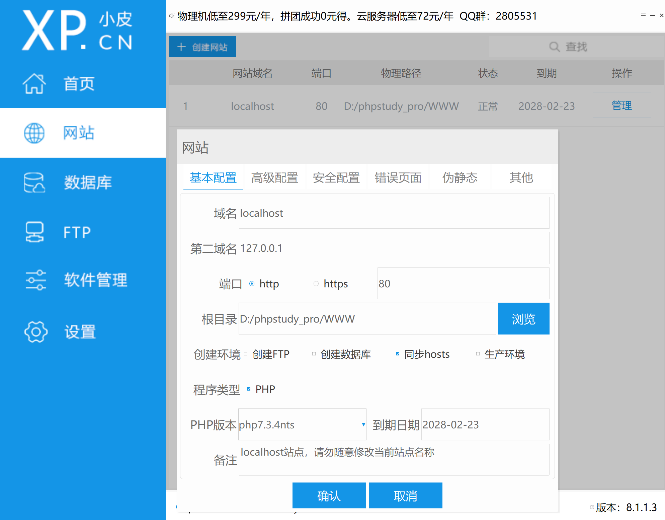 XP.小皮CN
首页
网站
数据库
FTP
软件管理
设置
物理机低至299元/年，拼团成功0元得。云服务器低至72元/年 QQ群：2805531
+ 创建网站
查找
网站域名 端口 物理路径 状态 到期 操作
1 localhost 80 D:/phpstudy_pro/WWW 正常 2028-02-23 管理
网站
基本配置 高级配置 安全配置 错误页面 伪静态 其他
域名 localhost
第二域名 127.0.0.1
端口 http https 80
根目录 D:/phpstudy_pro/WWW 浏览
创建环境 创建FTP 创建数据库 同步hosts 生产环境
程序类型 PHP
PHP版本 php7.3.4nts 到期日期 2028-02-23
备注 localhost站点，请勿随意修改当前站点名称
确认 取消
版本：8.1.1.3